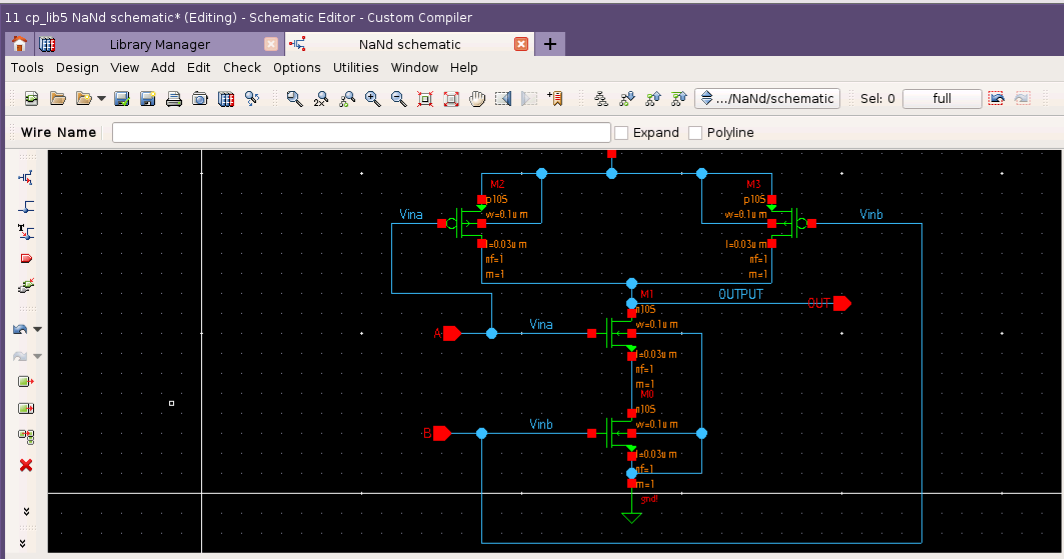 11 cp_lib5 NaNd schematic* (Editing) - Schematic Editor - Custom Compiler
Library Manager
NaNd schematic
Tools Design View Add Edit Check Options Utilities Window Help
2x
.../NaNd/schematic
Sel: 0
full
Wire Name
Expand
Polyline
M2
p10S
w=0.1u m
l=0.03u m
nf=1
m=1
M3
p10S
w=0.1u m
l=0.03u m
nf=1
m=1
Vina
Vinb
OUTPUT
OUT
M1
n10S
w=0.1u m
l=0.03u m
nf=1
m=1
A
Vina
M0
n10S
w=0.1u m
l=0.03u m
nf=1
m=1
B
Vinb
gnd!